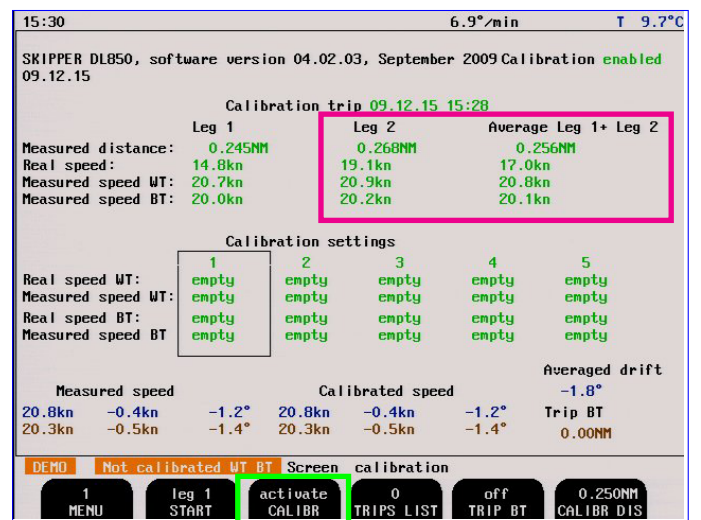 15:30 6.9°/min T 9.7°C
SKIPPER DL850, software version 04.02.03, September 2009 Calibration enabled
09.12.15
Calibration trip 09.12.15 15:28
Leg 1 Leg 2 Average Leg 1+ Leg 2
Measured distance: 0.245NM 0.268NM 0.256NM
Real speed: 14.8kn 19.1kn 17.0kn
Measured speed WT: 20.7kn 20.9kn 20.8kn
Measured speed BT: 20.0kn 20.2kn 20.1kn
Calibration settings
1 2 3 4 5
Real speed WT: empty empty empty empty empty
Measured speed WT: empty empty empty empty empty
Real speed BT: empty empty empty empty empty
Measured speed BT empty empty empty empty empty
Averaged drift
Measured speed Calibrated speed -1.8°
20.8kn -0.4kn -1.2° 20.8kn -0.4kn -1.2° Trip BT
20.3kn -0.5kn -1.4° 20.3kn -0.5kn -1.4° 0.00NM
DEMO Not calibrated WT BT Screen calibration
1 leg 1 activate 0 off 0.250NM
MENU START CALIBR TRIPS LIST TRIP BT CALIBR DIS